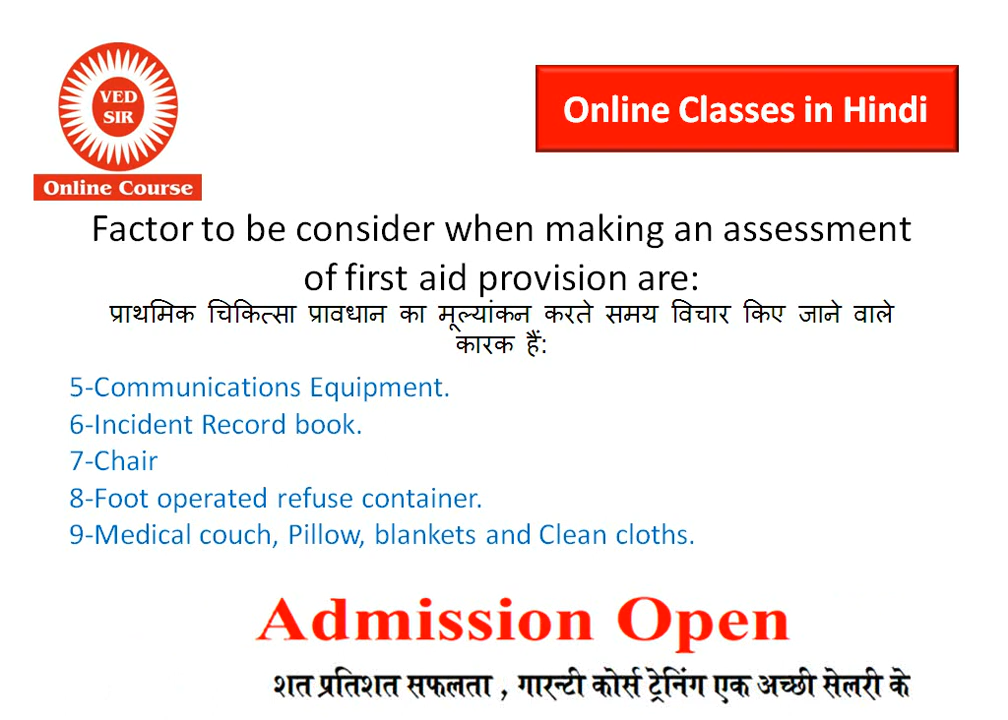 VED
SIR
Online Course
Online Classes in Hindi
Factor to be consider when making an assessment
of first aid provision are:
प्राथमिक चिकित्सा प्रावधान का मूल्यांकन करते समय विचार किए जाने वाले
कारक हैं:
5-Communications Equipment.
6-Incident Record book.
7-Chair
8-Foot operated refuse container.
9-Medical couch, Pillow, blankets and Clean cloths.
Admission Open
शत प्रतिशत सफलता , गारन्टी कोर्स ट्रेनिंग एक अच्छी सेलरी के